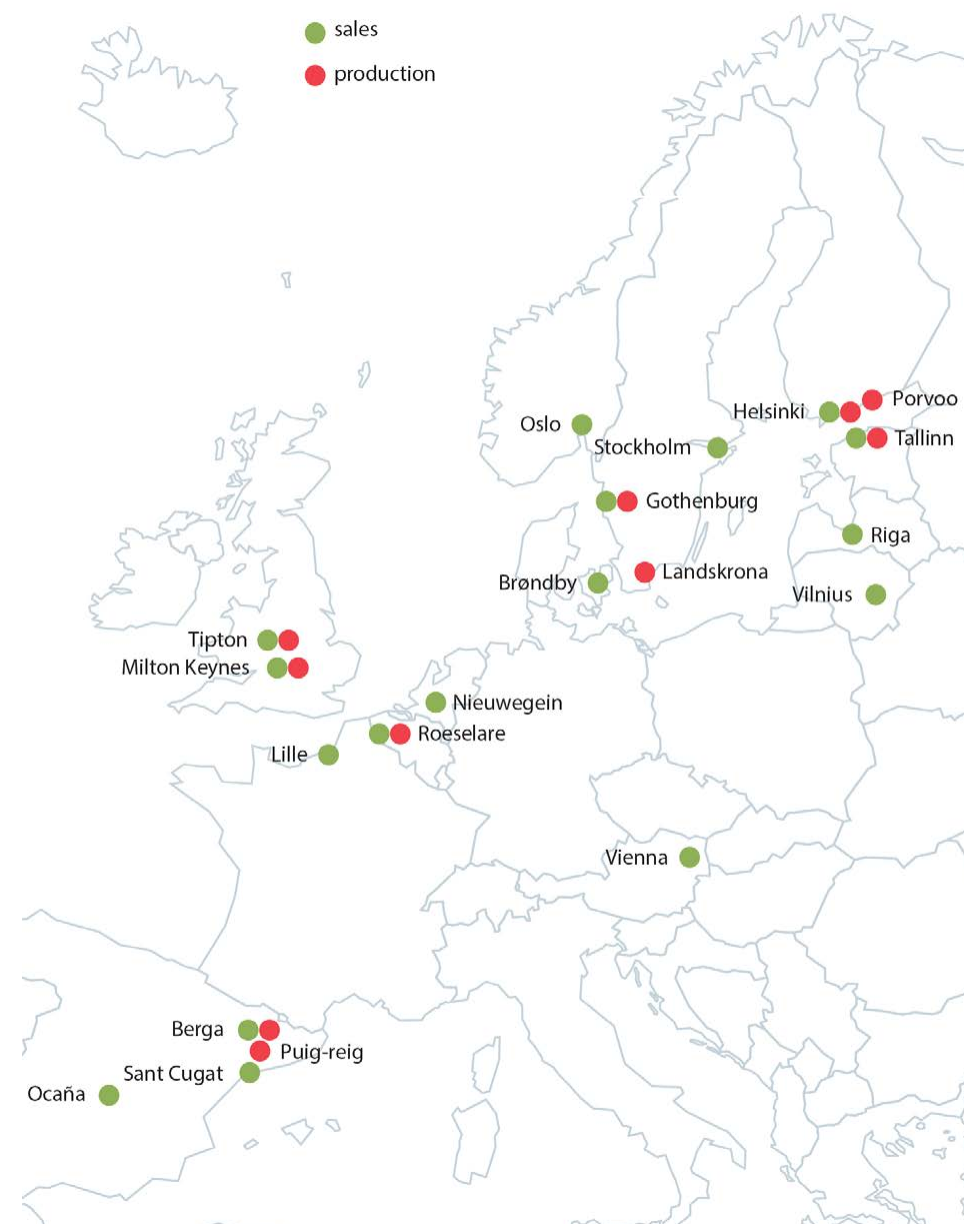 sales
production
Porvoo
Helsinki
Oslo
Tallinn
Stockholm
Gothenburg
Riga
Landskrona
Brøndby
Vilnius
Tipton
Milton Keynes
Nieuwegein
Roeselare
Lille
Vienna
Berga
Puig-reig
Sant Cugat
Ocaña